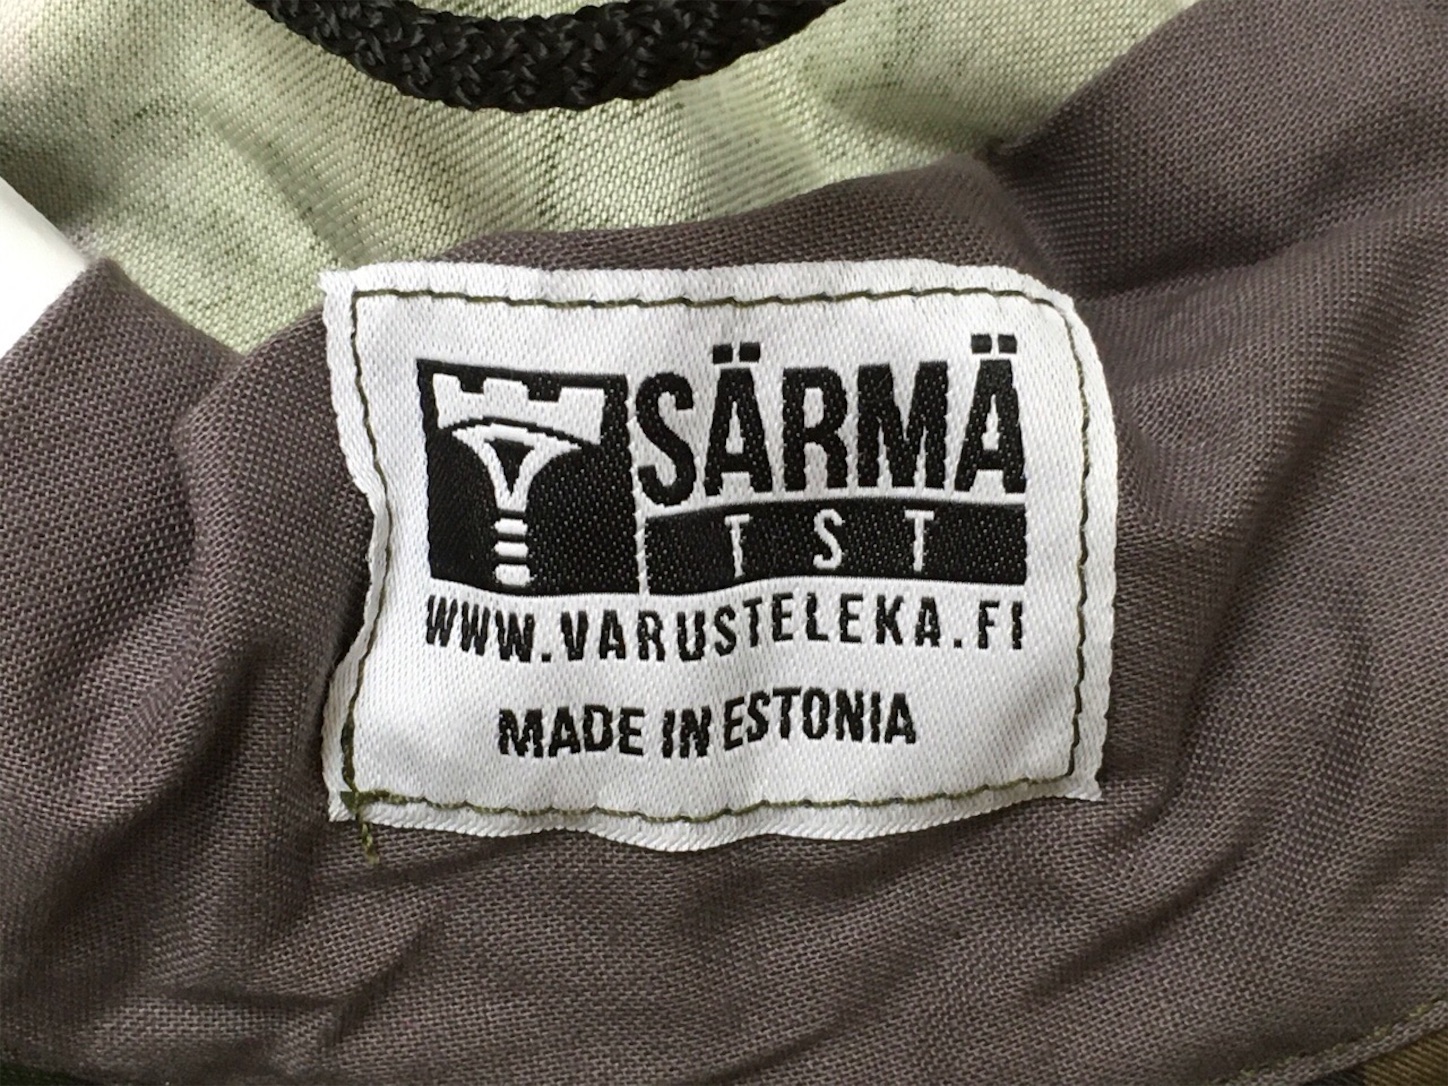 SÄRMÄ
TST
WWW.VARUSTELEKA.FI
MADE IN ESTONIA